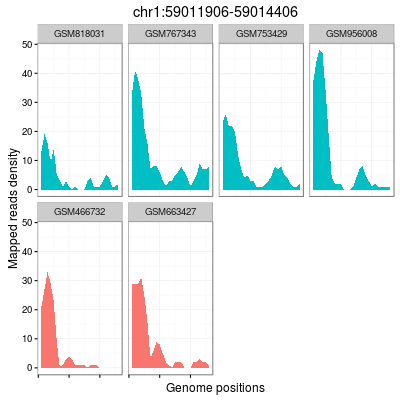 chr1:59011906-59014406
GSM818031 GSM767343 GSM753429 GSM956008
50
40
30
20
10
0
Mapped reads density
GSM466732 GSM663427
50
40
30
20
10
0
Genome positions